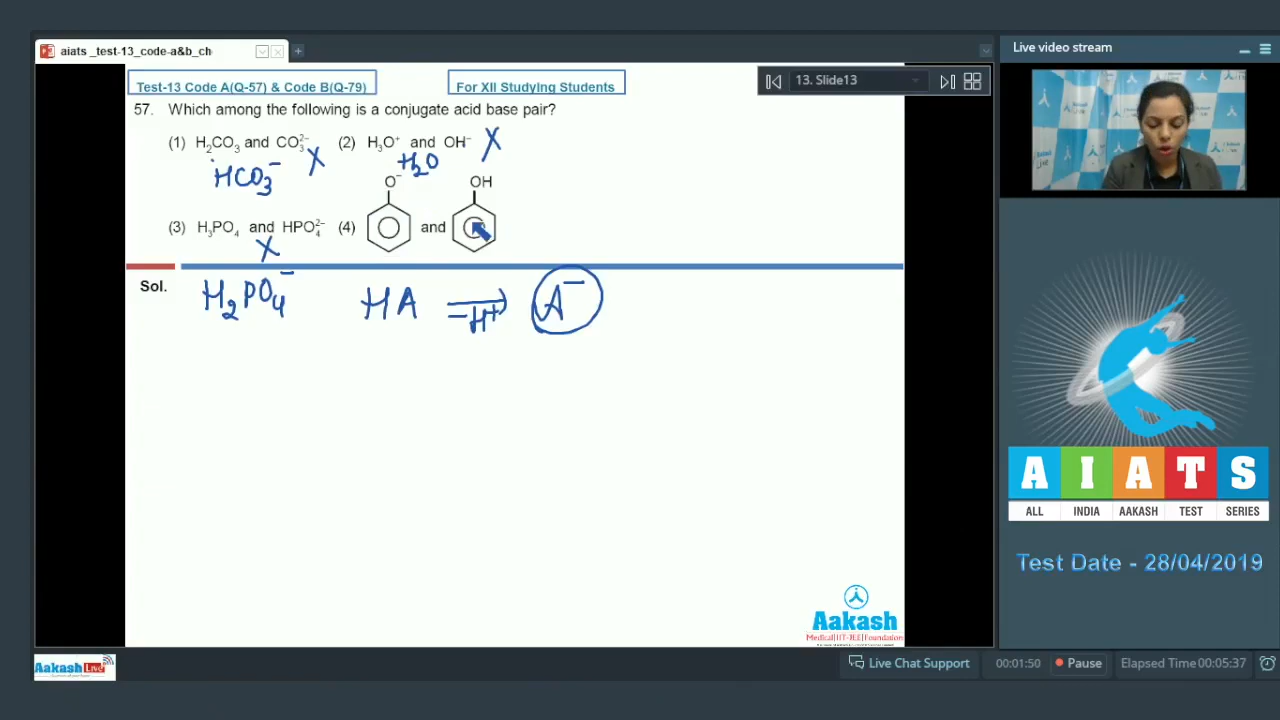 aiats _test-13_code-a&b_ch
Live video stream
Test-13 Code A(Q-57) & Code B(Q-79)
For XII Studying Students
13. Slide13
57. Which among the following is a conjugate acid base pair?
(1) H₂CO₃ and CO₃²⁻ X (2) H₃O⁺ and OH⁻ X
HCO₃⁻ H₂O
O⁻ OH
(3) H₃PO₄ and HPO₄²⁻ (4) and
X
Sol. H₂PO₄⁻ HA ⇌ A⁻
-H⁺
AIATS
ALL INDIA AAKASH TEST SERIES
Test Date - 28/04/2019
Aakash
Medical|IIT-JEE|Foundation
Aakash Live
Live Chat Support
00:01:50
Pause
Elapsed Time 00:05:37